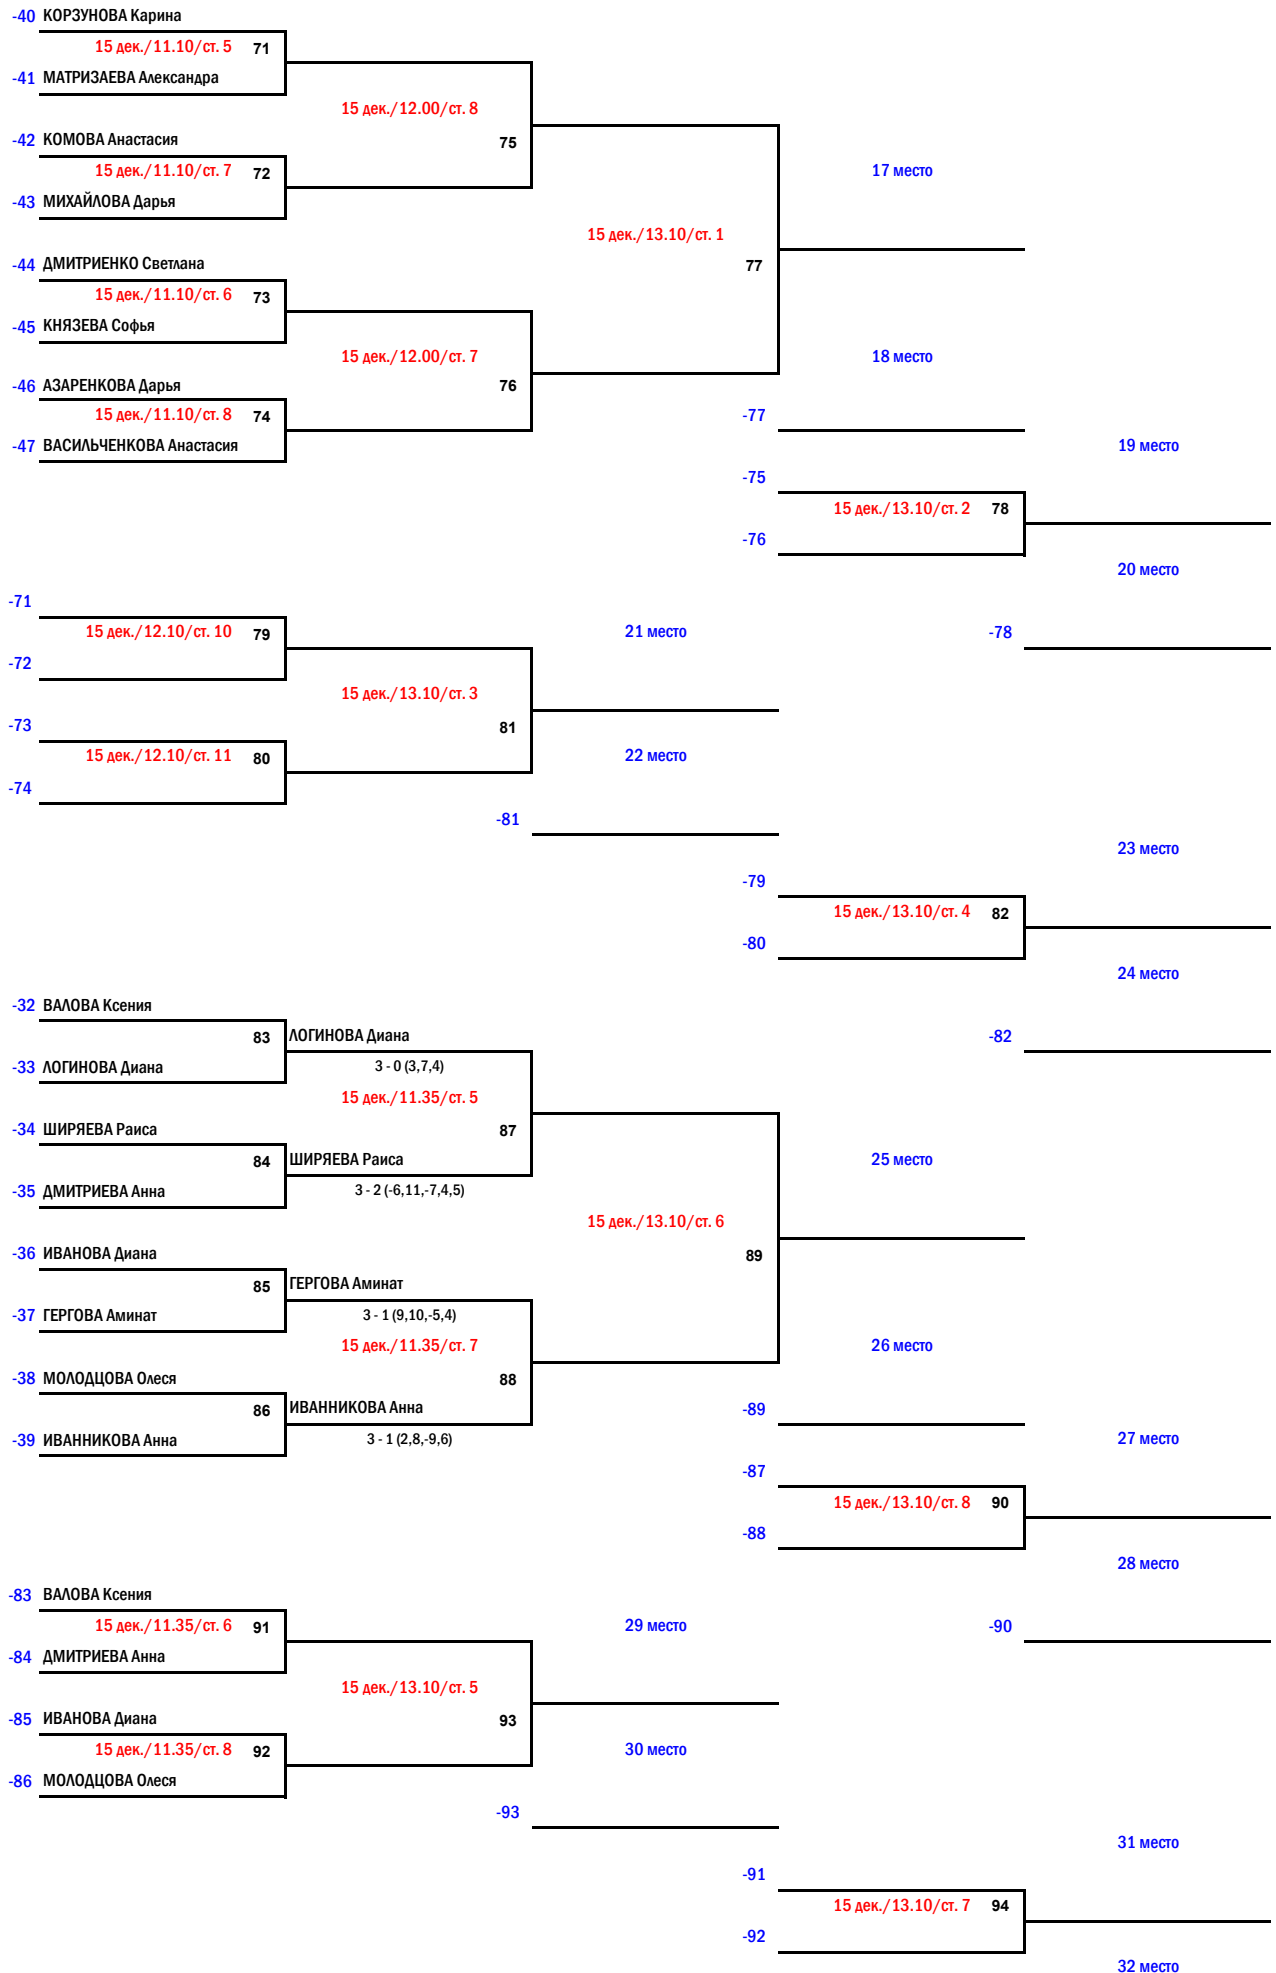 -40 КОРЗУНОВА Карина
15 дек./11.10/ст. 5 71
-41 МАТРИЗАЕВА Александра
15 дек./12.00/ст. 8
75
-42 КОМОВА Анастасия
15 дек./11.10/ст. 7 72
17 место
-43 МИХАЙЛОВА Дарья
15 дек./13.10/ст. 1
77
-44 ДМИТРИЕНКО Светлана
15 дек./11.10/ст. 6 73
-45 КНЯЗЕВА Софья
15 дек./12.00/ст. 7
18 место
76
-46 АЗАРЕНКОВА Дарья
15 дек./11.10/ст. 8 74
-77
-47 ВАСИЛЬЧЕНКОВА Анастасия
19 место
-75
15 дек./13.10/ст. 2 78
-76
20 место
-71
15 дек./12.10/ст. 10 79
21 место
-78
-72
15 дек./13.10/ст. 3
81
-73
15 дек./12.10/ст. 11 80
22 место
-74
-81
23 место
-79
15 дек./13.10/ст. 4 82
-80
24 место
-32 ВАЛОВА Ксения
83 ЛОГИНОВА Диана
-82
-33 ЛОГИНОВА Диана
3 - 0 (3,7,4)
15 дек./11.35/ст. 5
87
-34 ШИРЯЕВА Раиса
84 ШИРЯЕВА Раиса
25 место
-35 ДМИТРИЕВА Анна
3 - 2 (-6,11,-7,4,5)
15 дек./13.10/ст. 6
89
-36 ИВАНОВА Диана
85 ГЕРГОВА Аминат
-37 ГЕРГОВА Аминат
3 - 1 (9,10,-5,4)
15 дек./11.35/ст. 7
26 место
88
-38 МОЛОДЦОВА Олеся
86 ИВАННИКОВА Анна
-89
-39 ИВАННИКОВА Анна
3 - 1 (2,8,-9,6)
27 место
-87
15 дек./13.10/ст. 8 90
-88
28 место
-83 ВАЛОВА Ксения
15 дек./11.35/ст. 6 91
29 место
-90
-84 ДМИТРИЕВА Анна
15 дек./13.10/ст. 5
93
-85 ИВАНОВА Диана
15 дек./11.35/ст. 8 92
30 место
-86 МОЛОДЦОВА Олеся
-93
31 место
-91
15 дек./13.10/ст. 7 94
-92
32 место